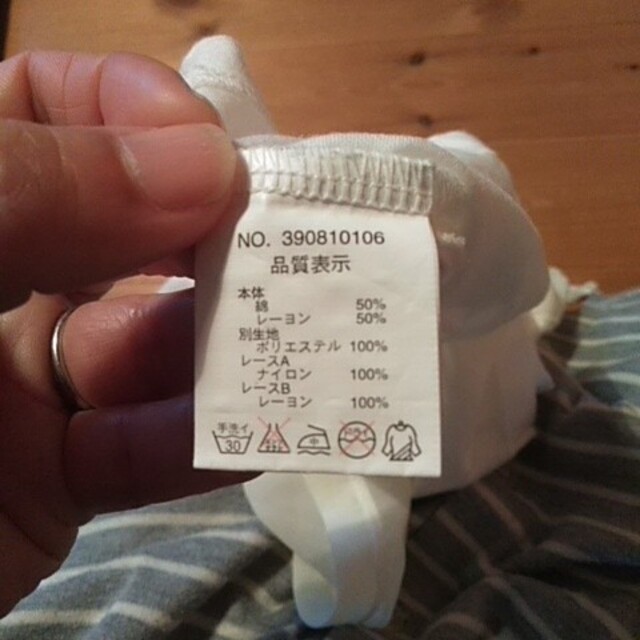 NO. 390810106
品質表示
本体
綿 50%
レーヨン 50%
別生地
ポリエステル 100%
レースA
ナイロン 100%
レースB
レーヨン 100%
手洗イ
30
中